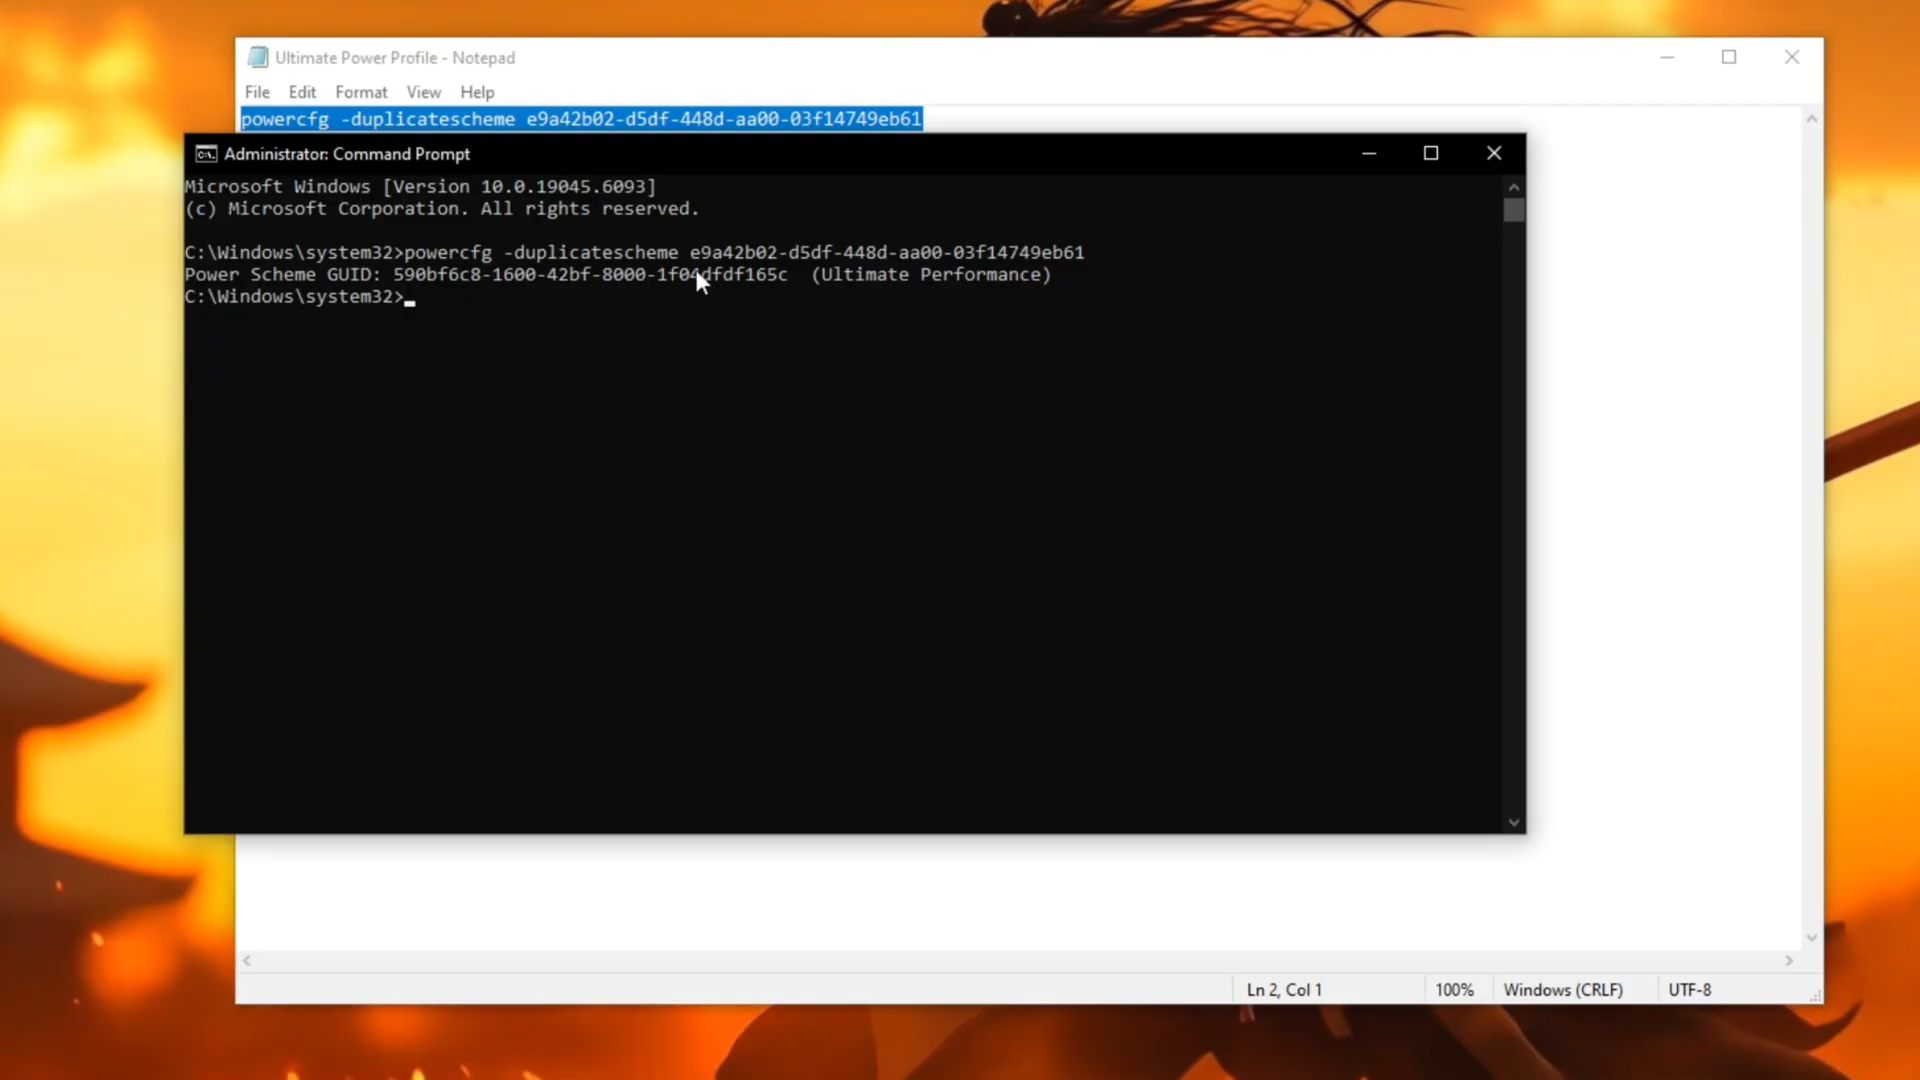 Ultimate Power Profile - Notepad
File Edit Format View Help
powercfg -duplicatescheme e9a42b02-d5df-448d-aa00-03f14749eb61
Administrator: Command Prompt
Microsoft Windows [Version 10.0.19045.6093]
(c) Microsoft Corporation. All rights reserved.
C:\Windows\system32>powercfg -duplicatescheme e9a42b02-d5df-448d-aa00-03f14749eb61
Power Scheme GUID: 590bf6c8-1600-42bf-8000-1f04dfdf165c  (Ultimate Performance)
C:\Windows\system32>
Ln 2, Col 1 100% Windows (CRLF) UTF-8